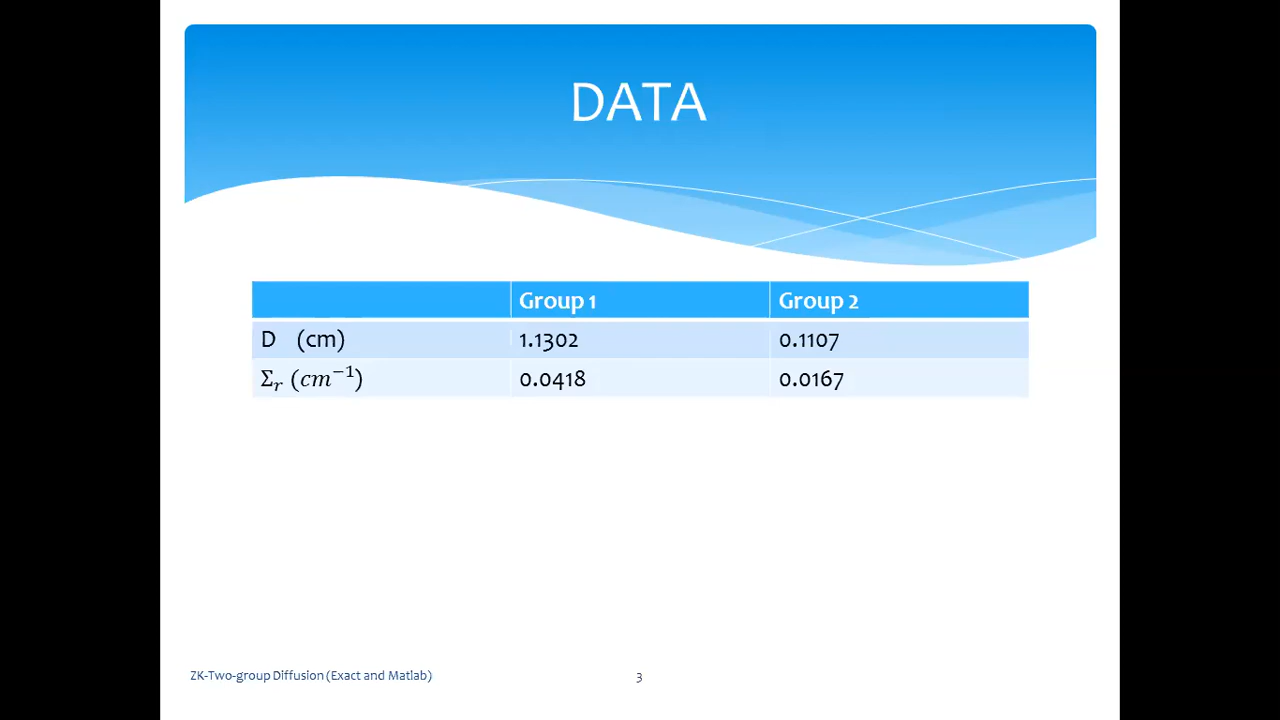 DATA
Group 1 Group 2
D (cm) 1.1302 0.1107
Σᵣ (cm⁻¹) 0.0418 0.0167
ZK-Two-group Diffusion (Exact and Matlab) 3